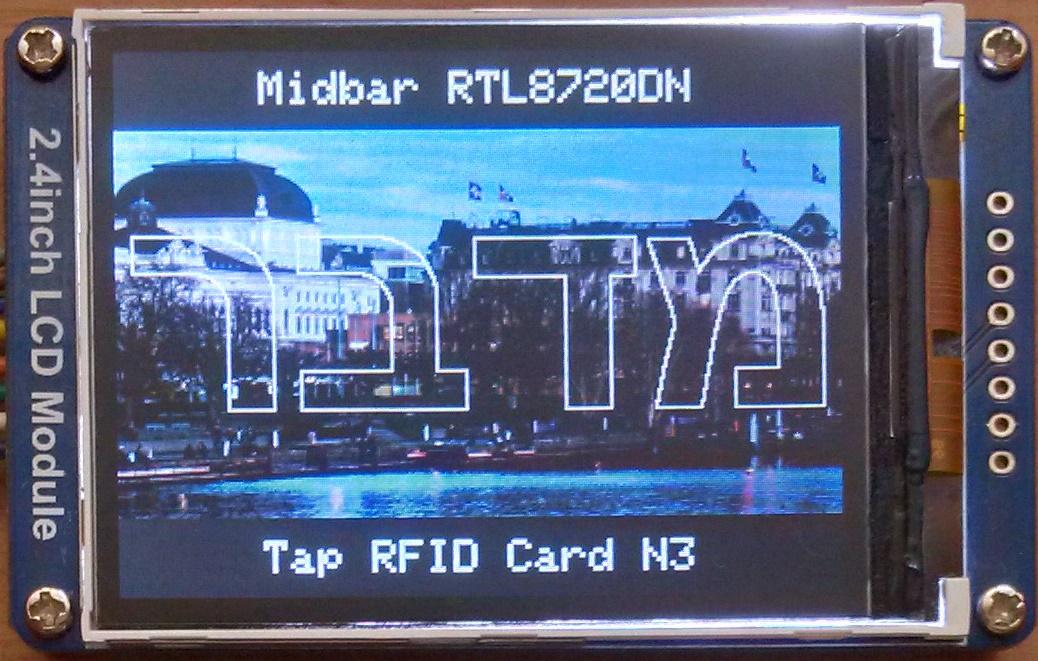 Midbar RTL8720DN
מדבר
Tap RFID Card N3
2.4inch LCD Module